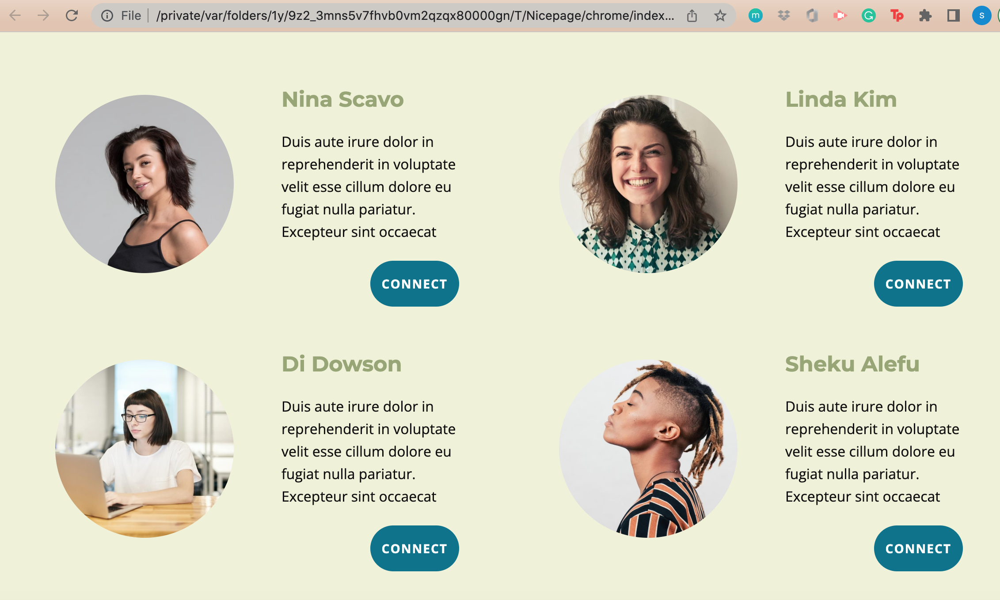 File
/private/var/folders/1y/9z2_3mns5v7fhvb0vm2qzqx80000gn/T/Nicepage/chrome/index...
m
Tp
S
Nina Scavo
Duis aute irure dolor in
reprehenderit in voluptate
velit esse cillum dolore eu
fugiat nulla pariatur.
Excepteur sint occaecat
CONNECT
Linda Kim
Duis aute irure dolor in
reprehenderit in voluptate
velit esse cillum dolore eu
fugiat nulla pariatur.
Excepteur sint occaecat
CONNECT
Di Dowson
Duis aute irure dolor in
reprehenderit in voluptate
velit esse cillum dolore eu
fugiat nulla pariatur.
Excepteur sint occaecat
CONNECT
Sheku Alefu
Duis aute irure dolor in
reprehenderit in voluptate
velit esse cillum dolore eu
fugiat nulla pariatur.
Excepteur sint occaecat
CONNECT